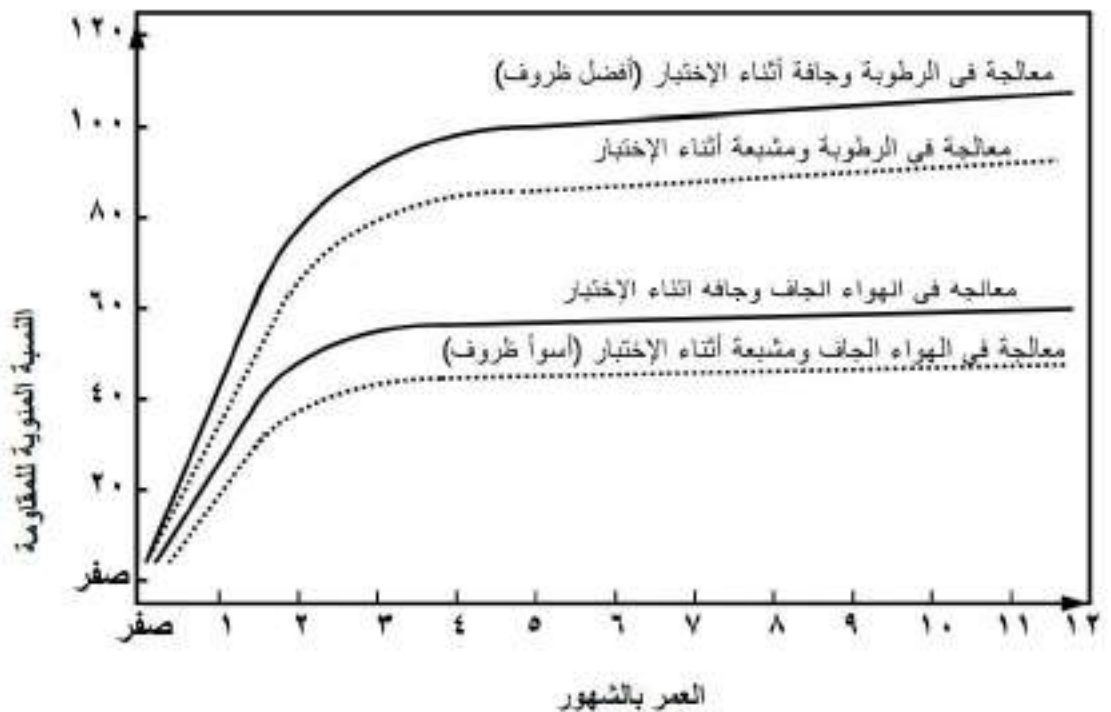 ١٢٠
معالجة فى الرطوبة وجافة أثناء الإختبار (أفضل ظروف)
١٠٠
معالجة فى الرطوبة ومشبعة أثناء الإختبار
٨٠
معالجه فى الهواء الجاف وجافه اثناء الإختبار
٦٠
معالجة في الهواء الجاف ومشبعة أثناء الإختبار (أسوأ ظروف)
٤٠
٢٠
صفر
النسبة المئوية للمقاومة
صفر ١ ٢ ٣ ٤ ٥ ٦ ٧ ٨ ٩ ١٠ ١١ ١٢
العمر بالشهور